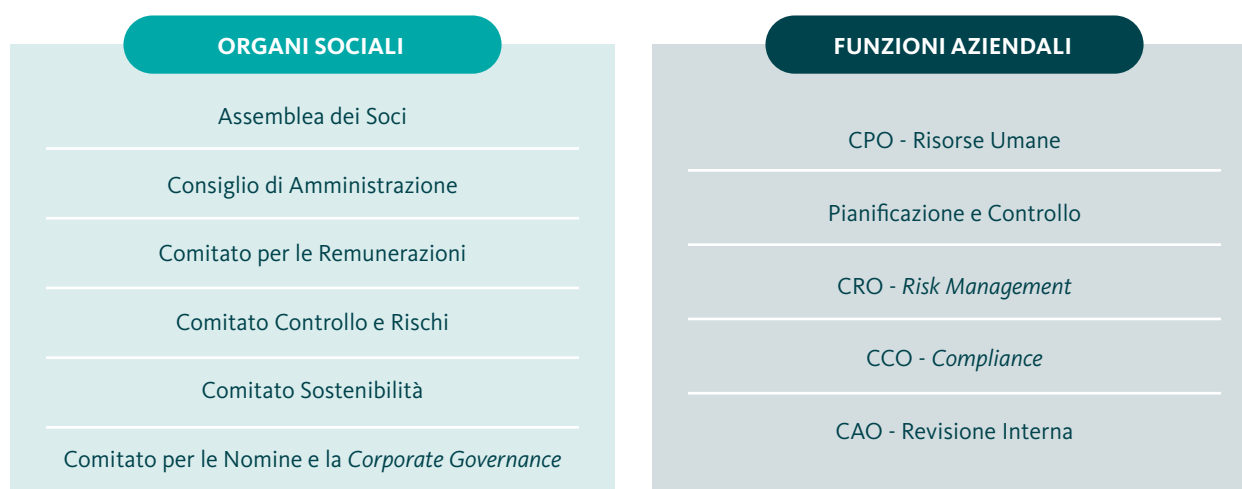 ORGANI SOCIALI
Assemblea dei Soci
Consiglio di Amministrazione
Comitato per le Remunerazioni
Comitato Controllo e Rischi
Comitato Sostenibilità
Comitato per le Nomine e la Corporate Governance
FUNZIONI AZIENDALI
CPO - Risorse Umane
Pianificazione e Controllo
CRO - Risk Management
CCO - Compliance
CAO - Revisione Interna